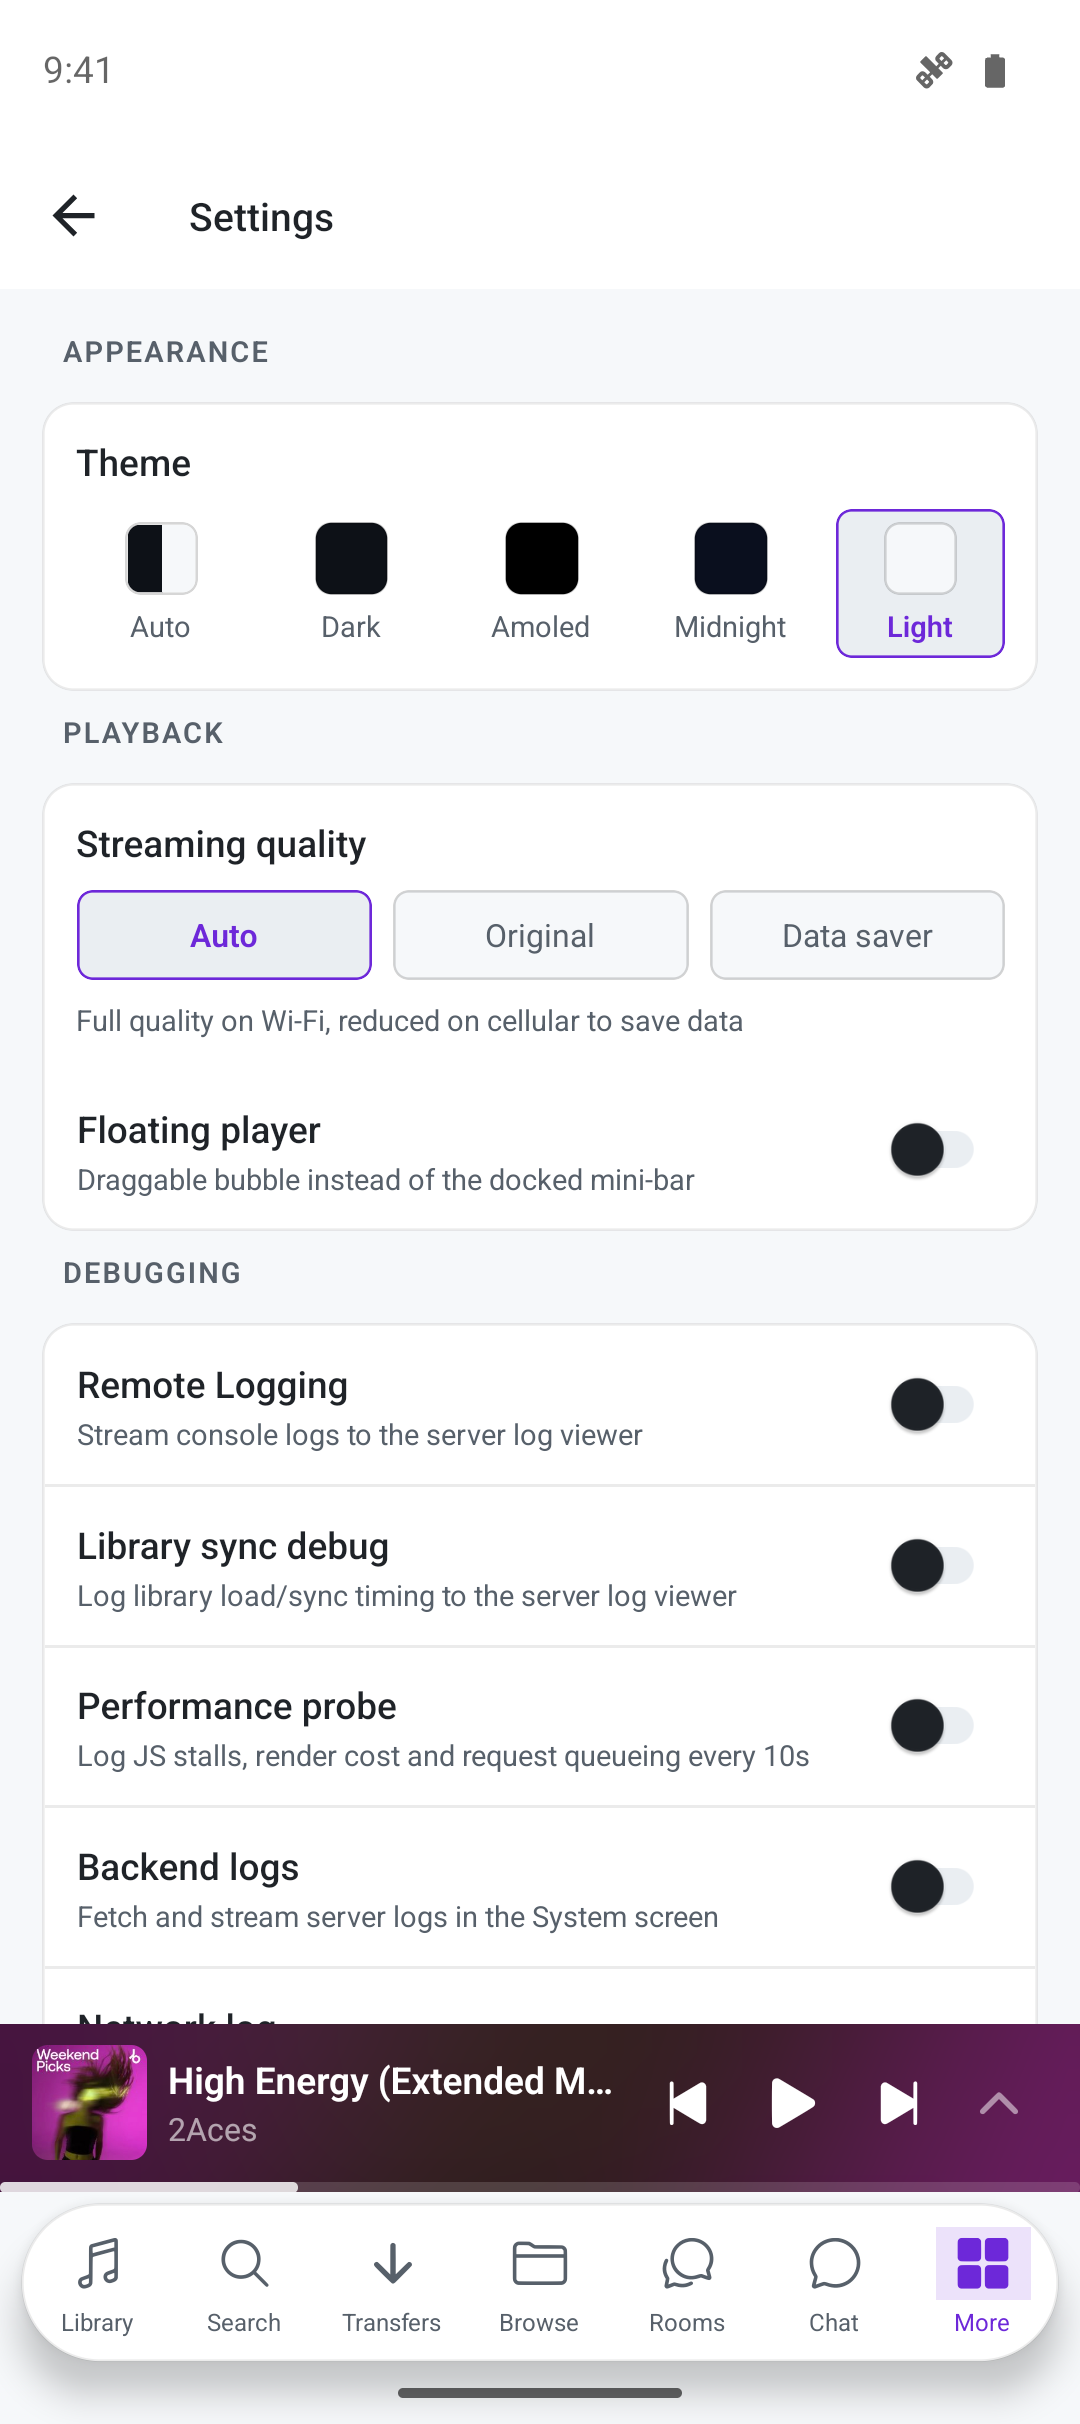 9:41
Settings
APPEARANCE
Theme
Auto
Dark
Amoled
Midnight
Light
PLAYBACK
Streaming quality
Auto
Original
Data saver
Full quality on Wi-Fi, reduced on cellular to save data
Floating player
Draggable bubble instead of the docked mini-bar
DEBUGGING
Remote Logging
Stream console logs to the server log viewer
Library sync debug
Log library load/sync timing to the server log viewer
Performance probe
Log JS stalls, render cost and request queueing every 10s
Backend logs
Fetch and stream server logs in the System screen
Network log
Weekend
Picks
High Energy (Extended M...
2Aces
Library
Search
Transfers
Browse
Rooms
Chat
More